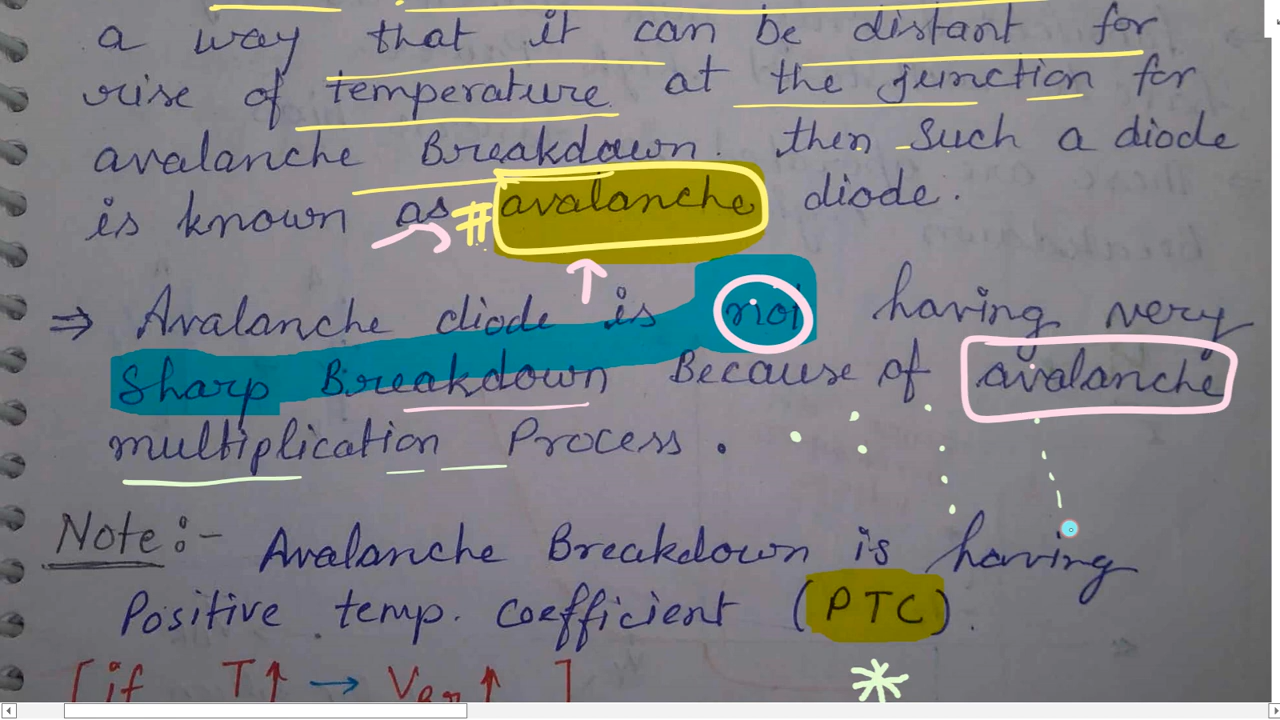 a way that it can be distant for
rise of temperature at the junction for
avalanche Breakdown. then such a diode
is known as # avalanche diode.
⇒ Avalanche diode is not having very
sharp Breakdown Because of avalanche
multiplication Process.
Note:- Avalanche Breakdown is having
Positive temp. coefficient (PTC).
[if T↑ → VBR↑ ]